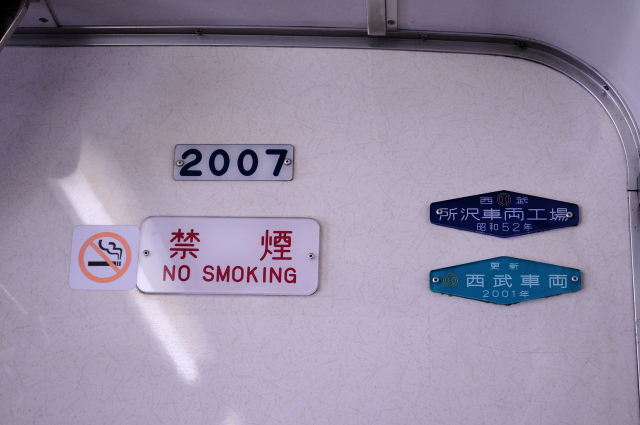 2007
禁 煙
NO SMOKING
西 武
所沢車両工場
昭和52年
更 新
西武車両
2001年